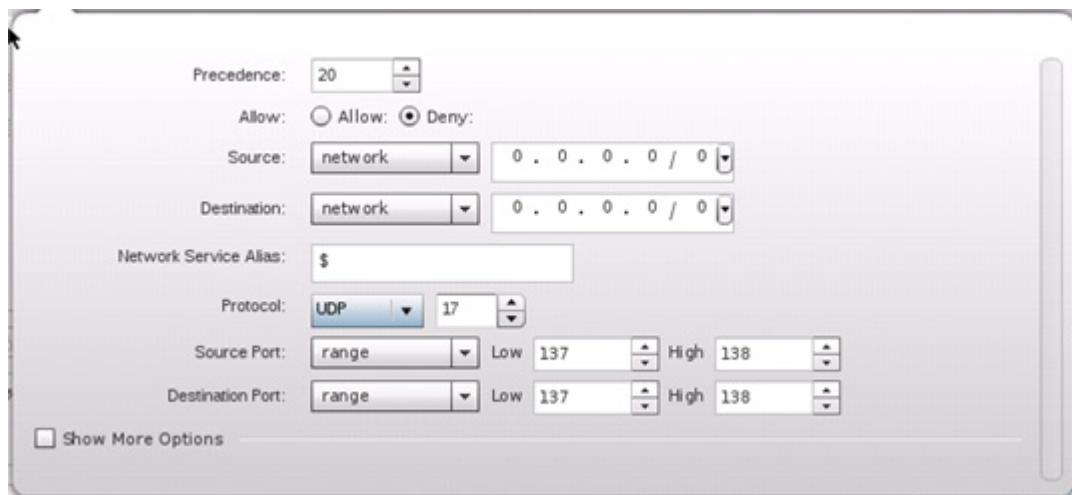 Precedence: 20
Allow: Allow: Deny:
Source: network 0 . 0 . 0 . 0 / 0
Destination: network 0 . 0 . 0 . 0 / 0
Network Service Alias: $
Protocol: UDP 17
Source Port: range Low 137 High 138
Destination Port: range Low 137 High 138
Show More Options